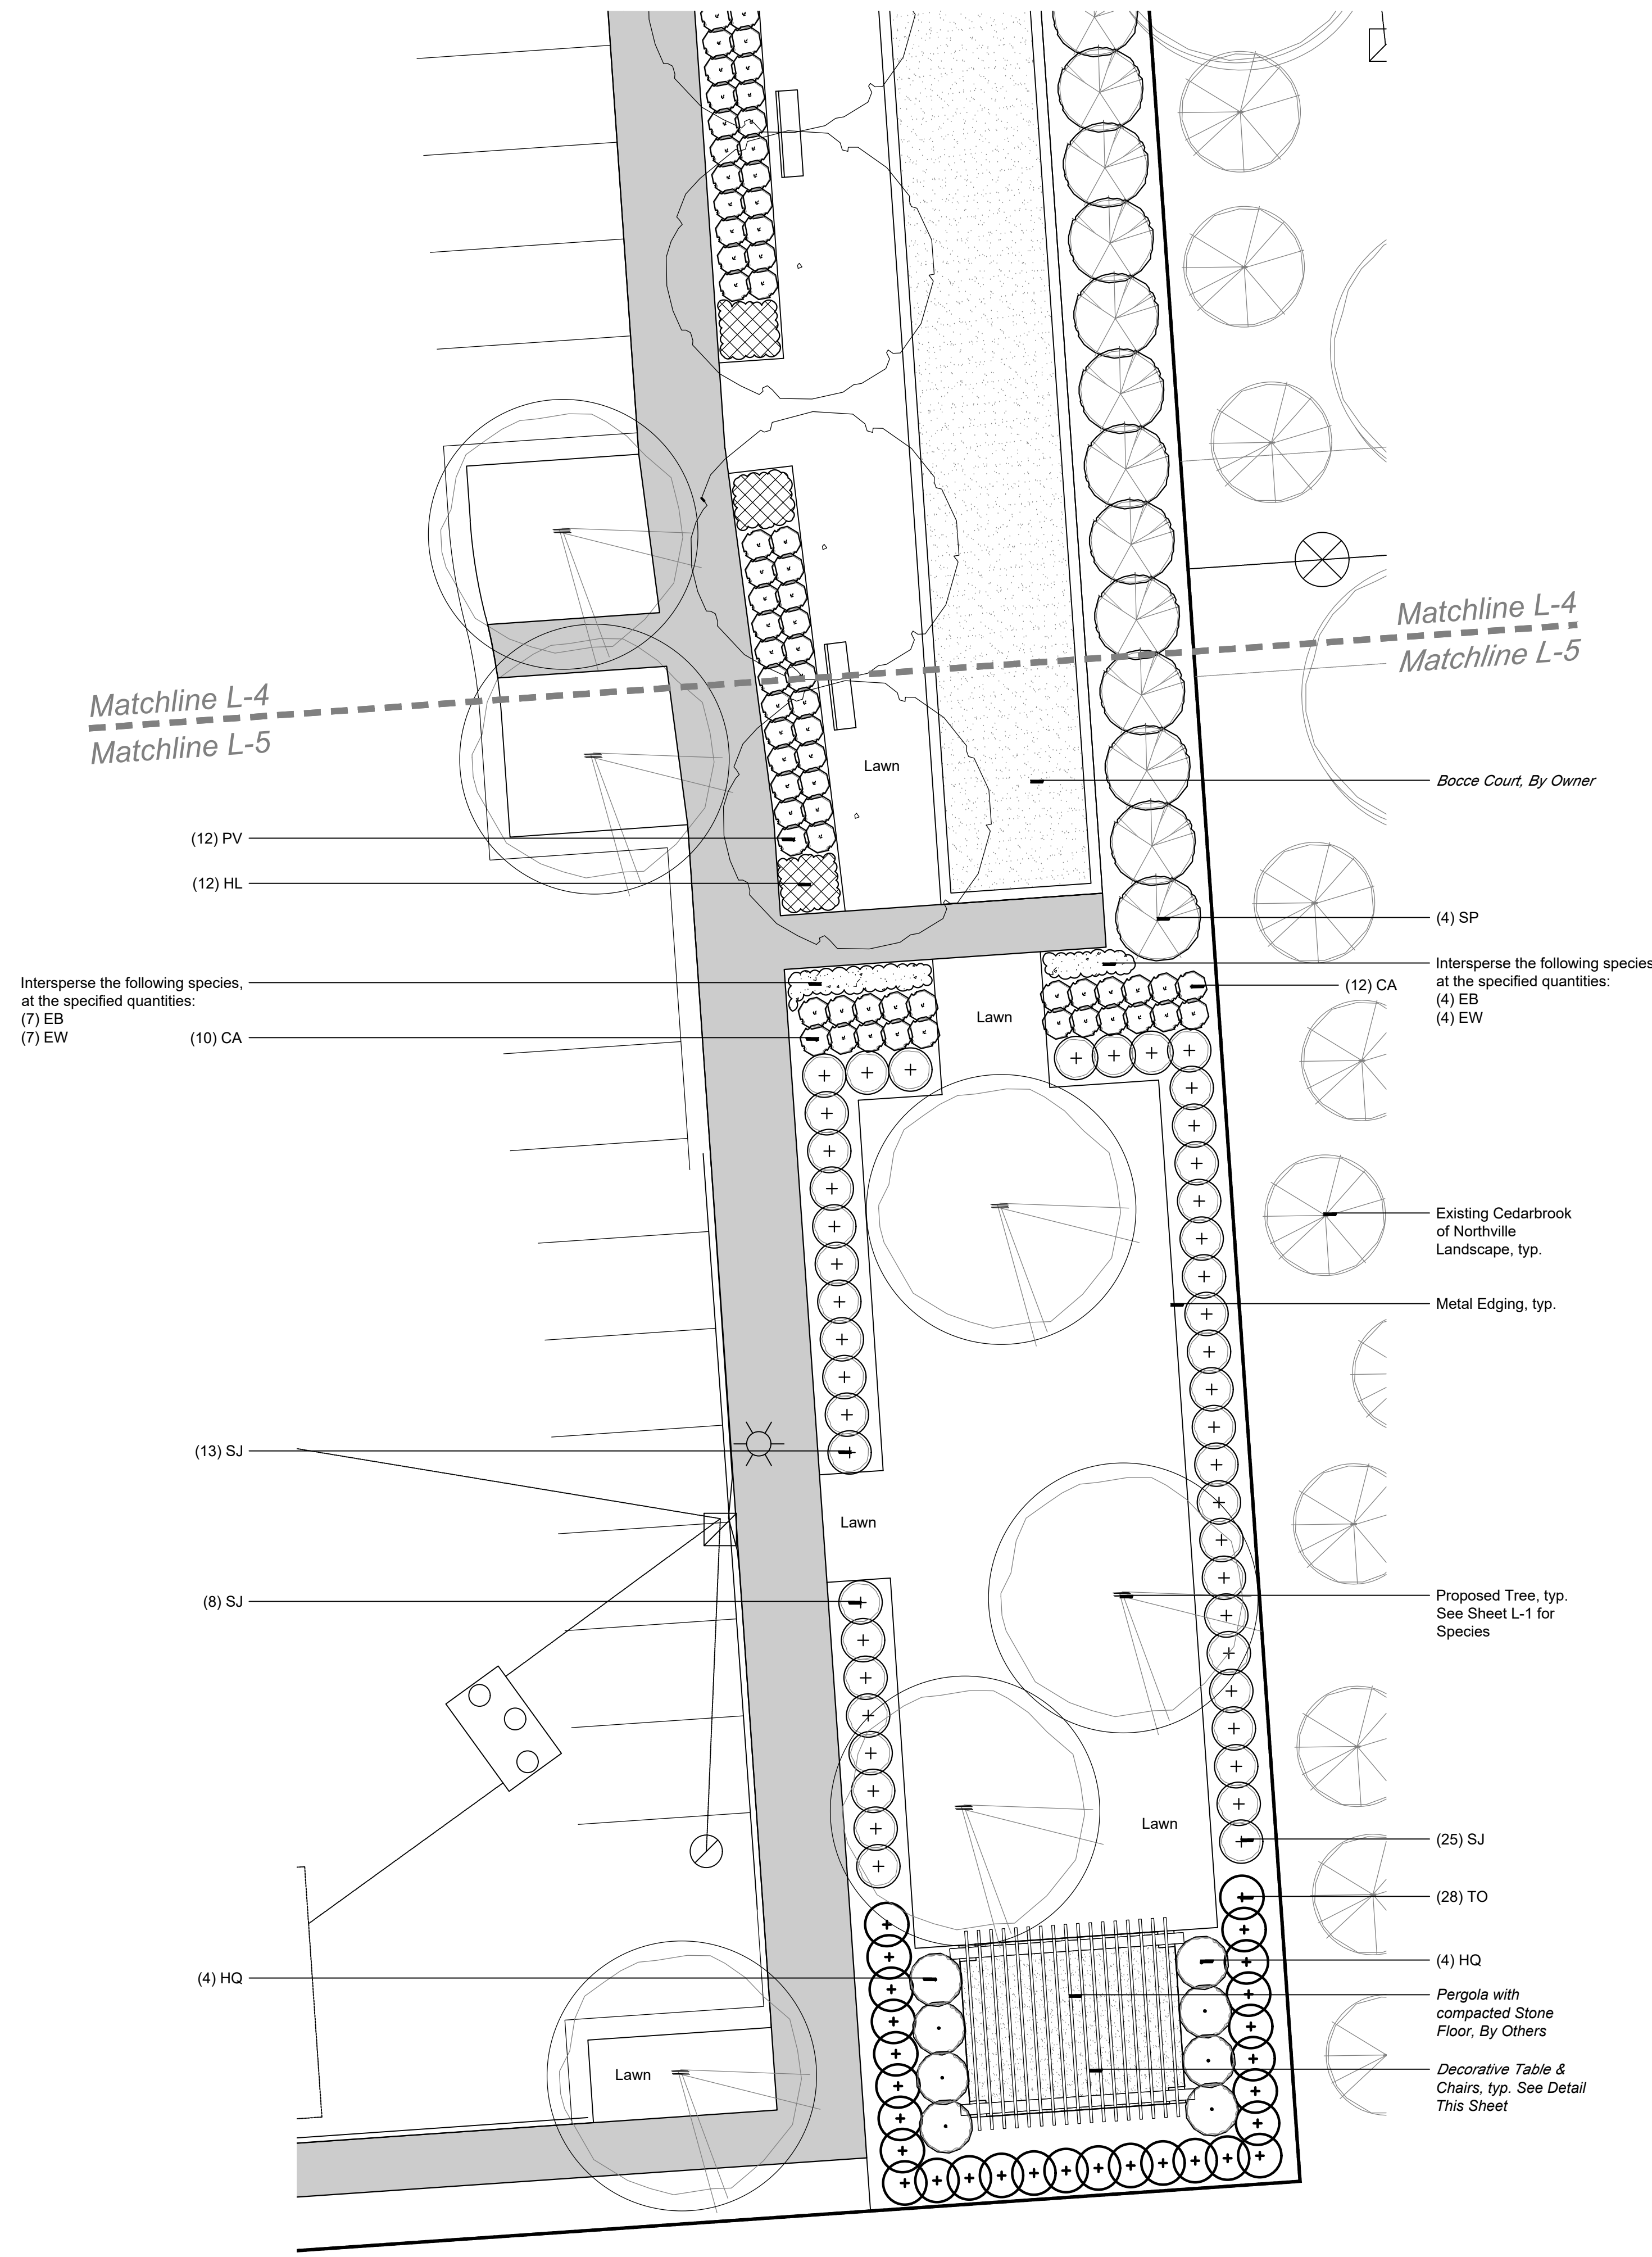 Matchline L-4
Matchline L-5
Matchline L-4
Matchline L-5
Lawn
Bocce Court, By Owner
(12) PV
(12) HL
(4) SP
Intersperse the following species,
at the specified quantities:
(7) EB
(7) EW
(10) CA
Lawn
(12) CA
Intersperse the following species
at the specified quantities:
(4) EB
(4) EW
Existing Cedarbrook
of Northville
Landscape, typ.
Metal Edging, typ.
(13) SJ
Lawn
(8) SJ
Proposed Tree, typ.
See Sheet L-1 for
Species
Lawn
(25) SJ
(28) TO
(4) HQ
(4) HQ
Pergola with
compacted Stone
Floor, By Others
Lawn
Decorative Table &
Chairs, typ. See Detail
This Sheet